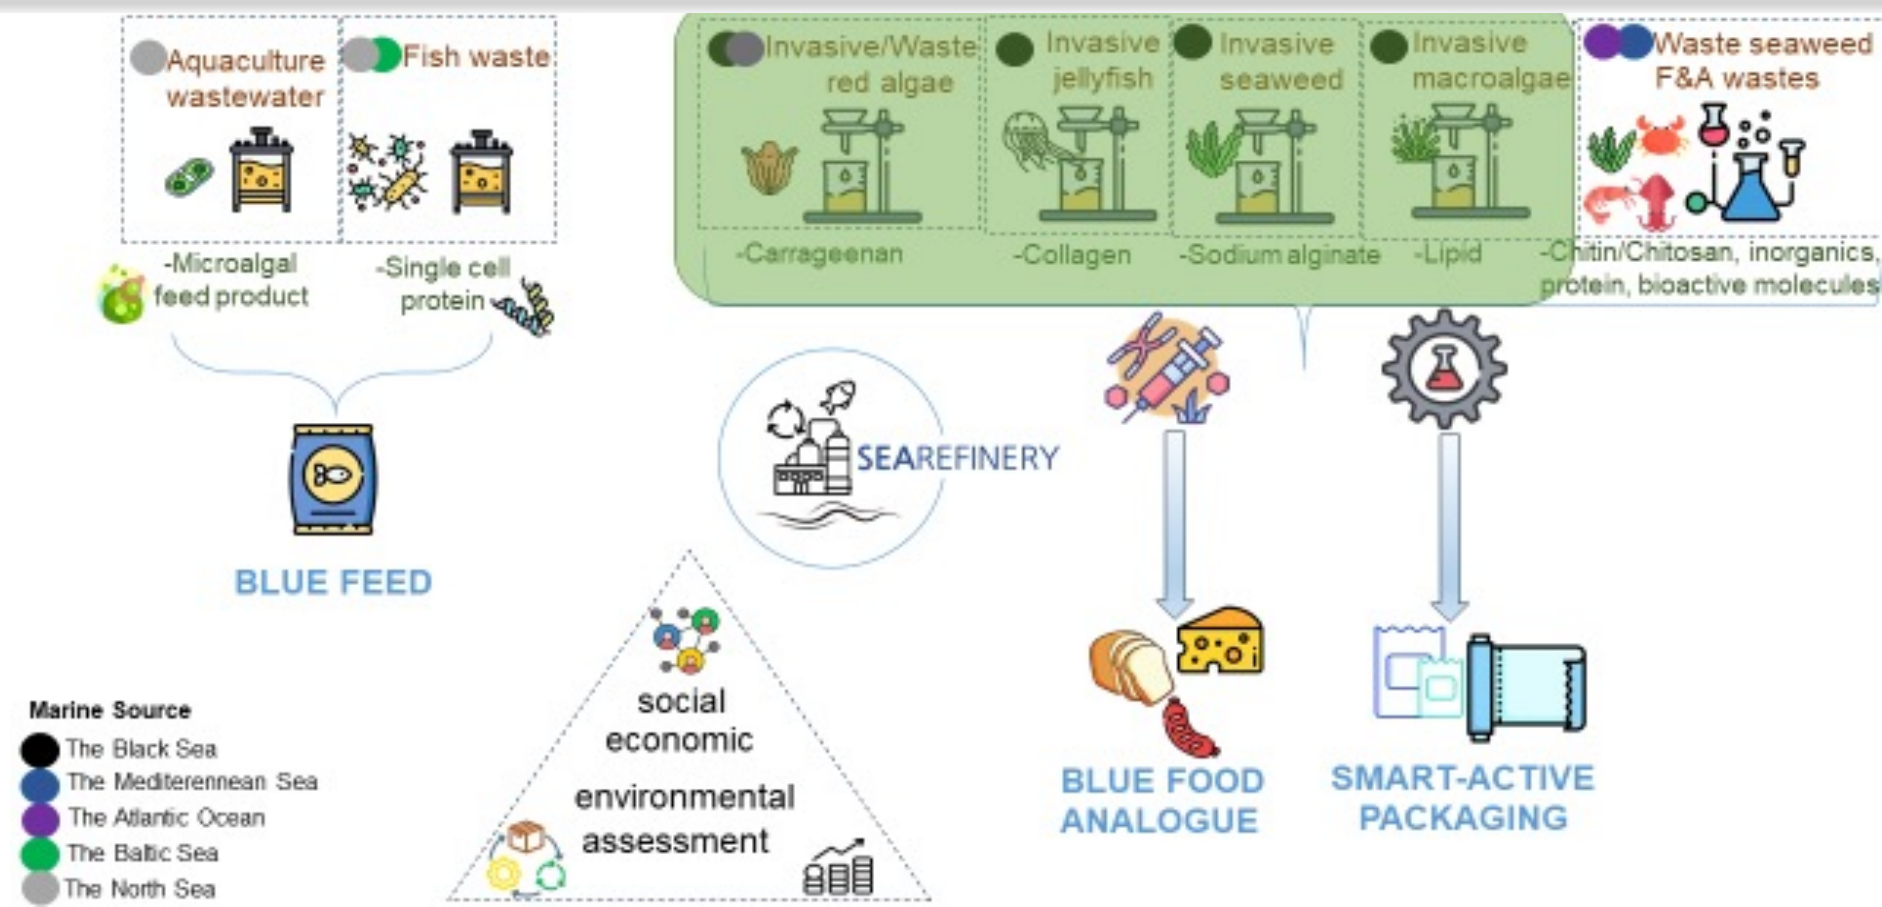 Aquaculture
wastewater
Fish waste
Invasive/Waste
red algae
Invasive
jellyfish
Invasive
seaweed
Invasive
macroalgae
Waste seaweed
F&A wastes
-Microalgal
feed product
-Single cell
protein
-Carrageenan
-Collagen
-Sodium alginate
-Lipid
-Chitin/Chitosan, inorganics,
protein, bioactive molecules
SEAREFINERY
BLUE FEED
social
economic
environmental
assessment
BLUE FOOD
ANALOGUE
SMART-ACTIVE
PACKAGING
Marine Source
The Black Sea
The Mediterennean Sea
The Atlantic Ocean
The Baltic Sea
The North Sea